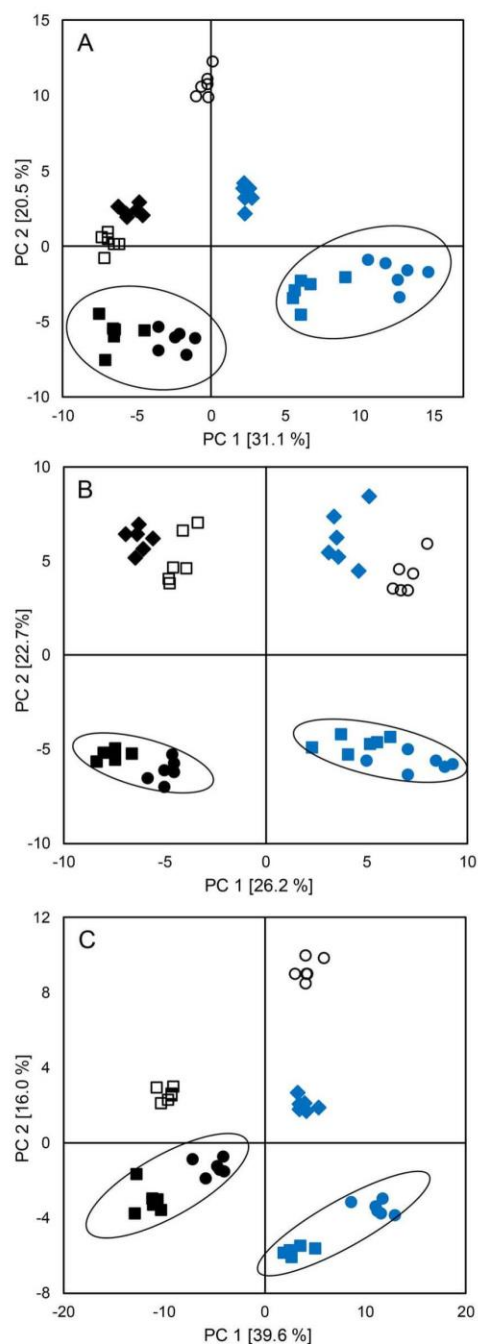 A
15
10
5
0
-5
-10
PC 2 [20.5 %]
-10 -5 0 5 10 15
PC 1 [31.1 %]
B
10
5
0
-5
-10
PC 2 [22.7%]
-10 -5 0 5 10
PC 1 [26.2 %]
C
12
8
4
0
-4
-8
PC 2 [16.0 %]
-20 -10 0 10 20
PC 1 [39.6 %]